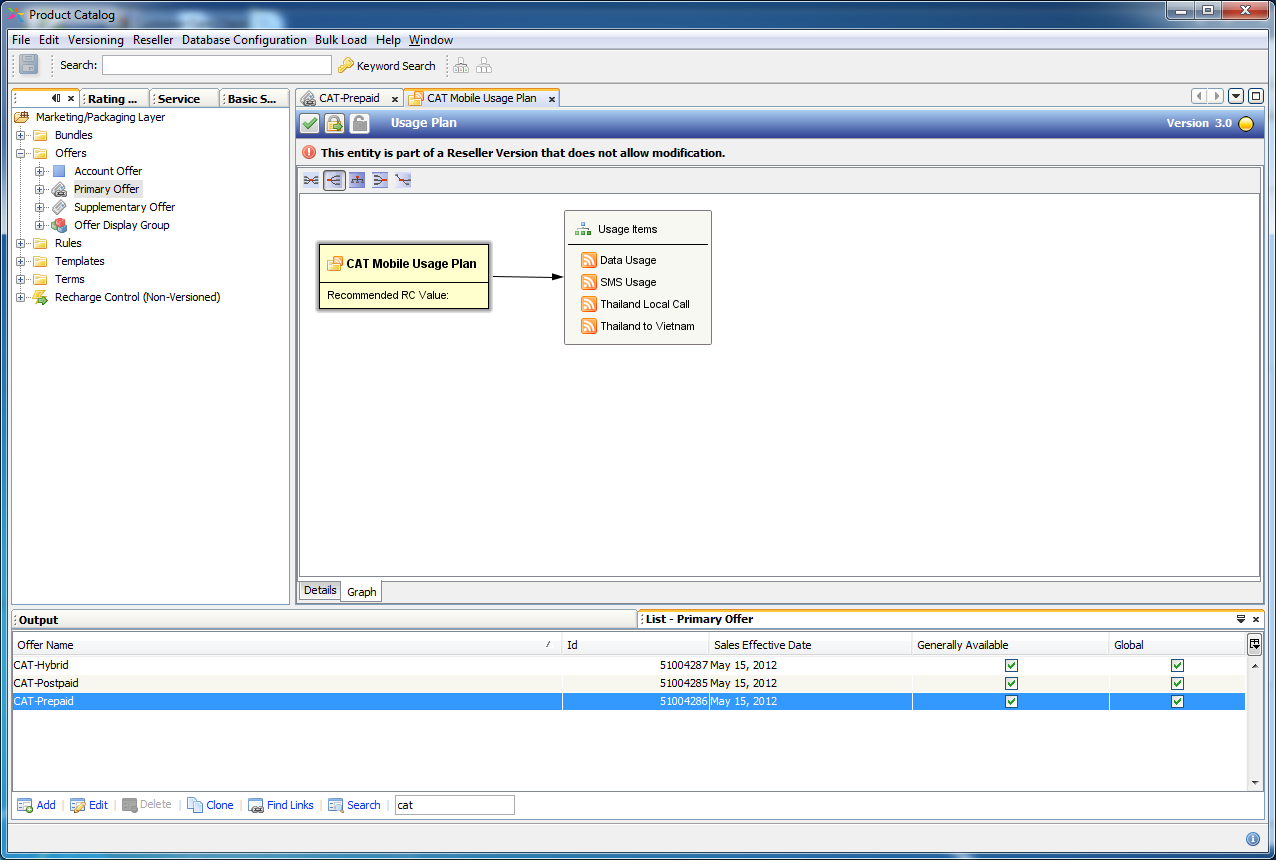 Product Catalog
File Edit Versioning Reseller Database Configuration Bulk Load Help Window
Search: Keyword Search
Rating ... Service Basic S...
CAT-Prepaid CAT Mobile Usage Plan
Marketing/Packaging Layer
Bundles
Offers
Account Offer
Primary Offer
Supplementary Offer
Offer Display Group
Rules
Templates
Terms
Recharge Control (Non-Versioned)
Usage Plan Version 3.0
This entity is part of a Reseller Version that does not allow modification.
CAT Mobile Usage Plan
Recommended RC Value:
Usage Items
Data Usage
SMS Usage
Thailand Local Call
Thailand to Vietnam
Details Graph
Output
List - Primary Offer
Offer Name Id Sales Effective Date Generally Available Global
CAT-Hybrid 51004287 May 15, 2012
CAT-Postpaid 51004285 May 15, 2012
CAT-Prepaid 51004286 May 15, 2012
Add Edit Delete Clone Find Links Search cat